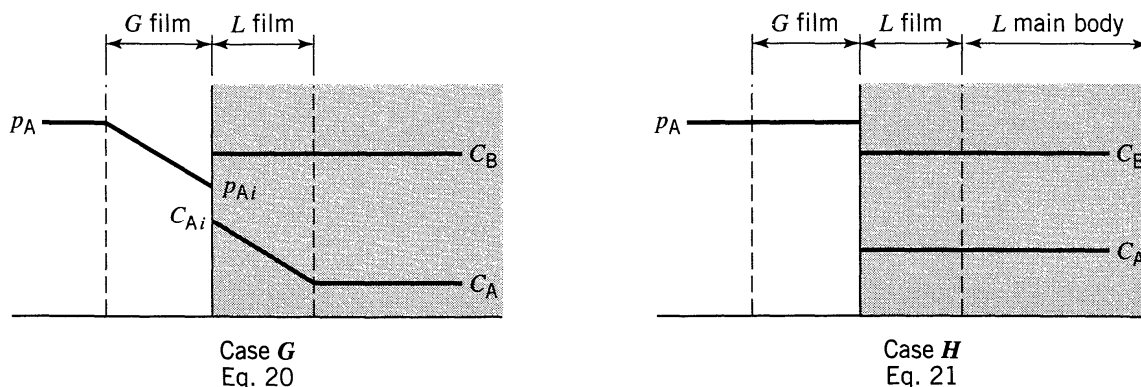 G film
L film
p_A
C_B
p_Ai
C_Ai
C_A
Case G
Eq. 20
G film
L film
L main body
p_A
C_B
C_A
Case H
Eq. 21